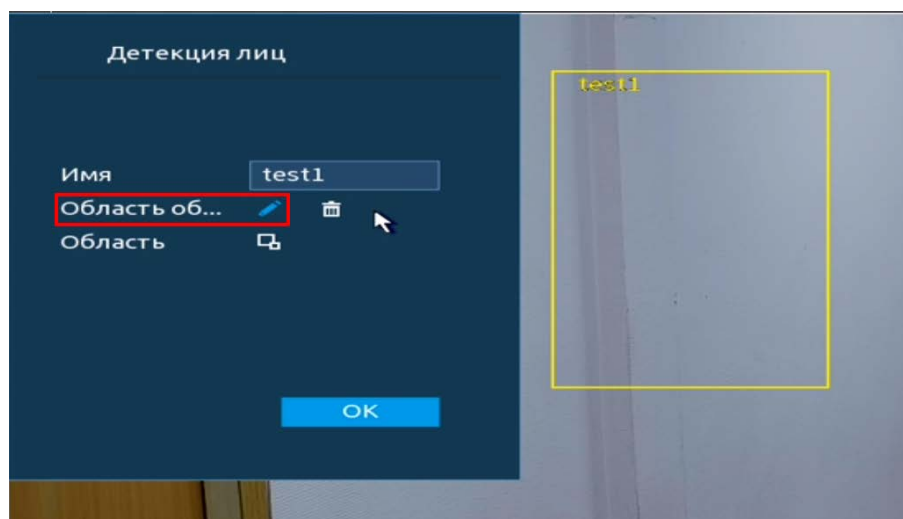 Детекция лиц
test1
Имя
test1
Область об...
Область
OK